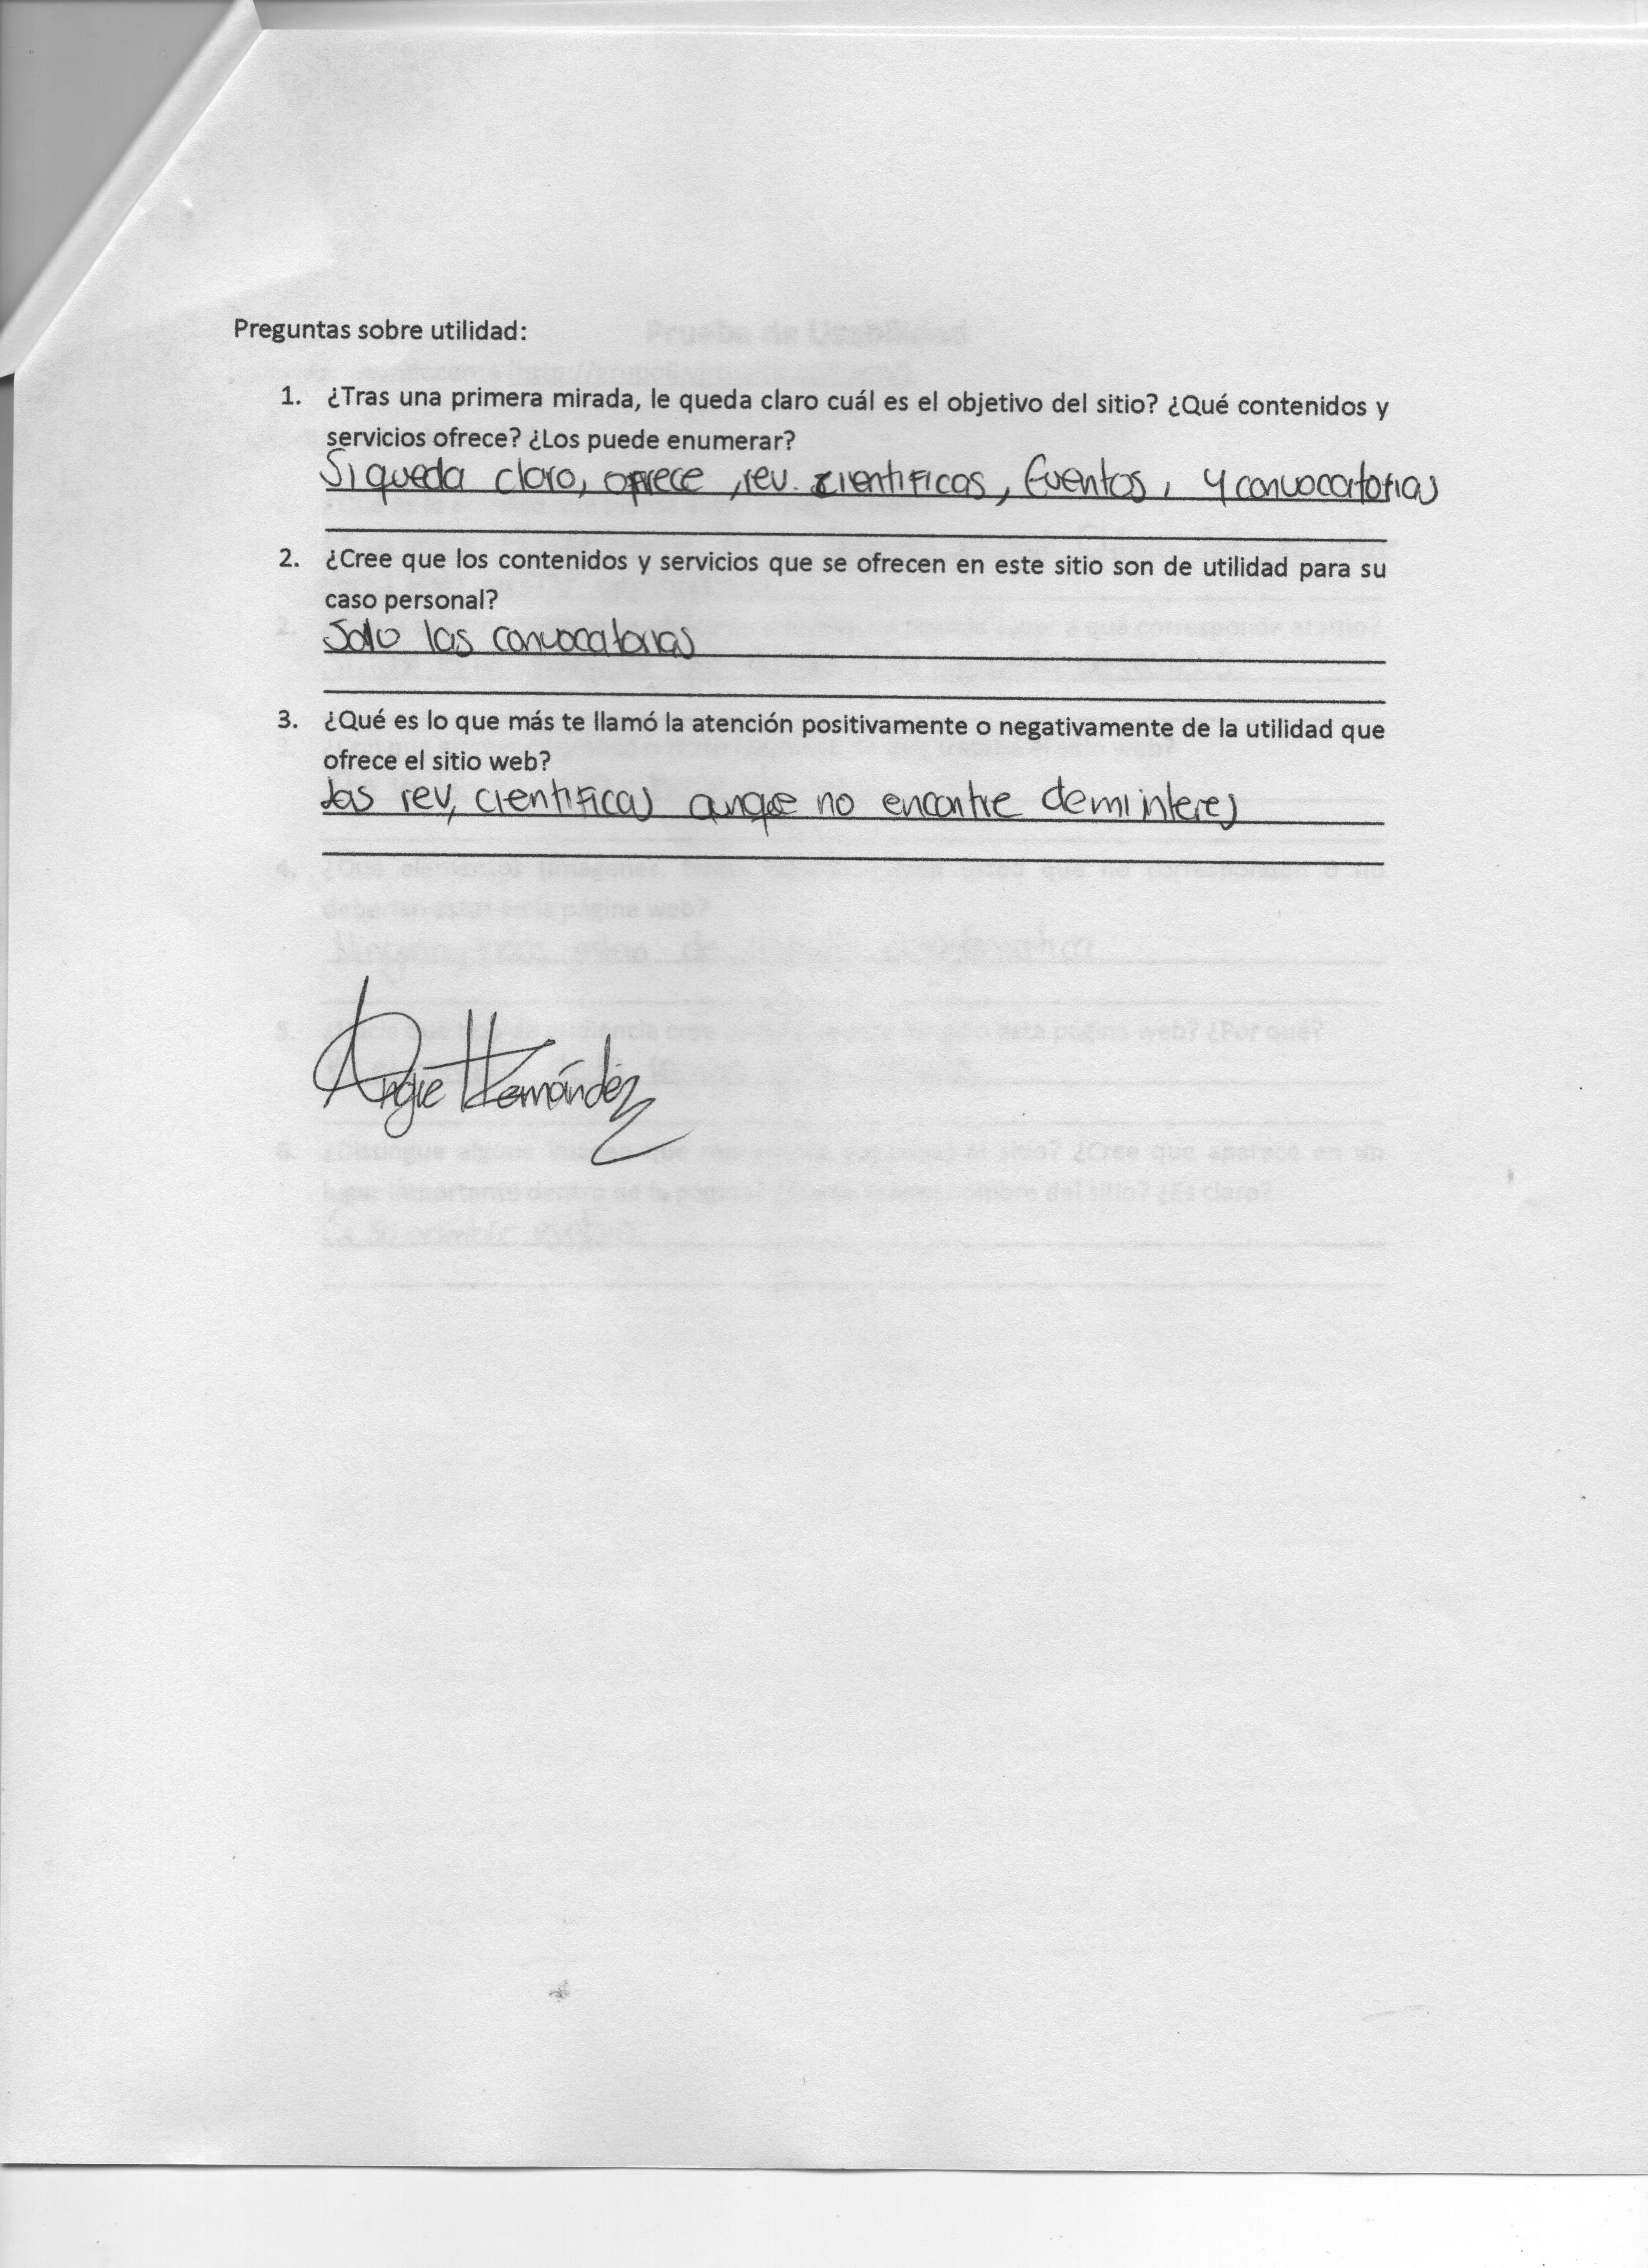 Preguntas sobre utilidad:
1. ¿Tras una primera mirada, le queda claro cuál es el objetivo del sitio? ¿Qué contenidos y
servicios ofrece? ¿Los puede enumerar?
Si queda claro, ofrece, rev. cientificas, Eventos, y convocatorias
2. ¿Cree que los contenidos y servicios que se ofrecen en este sitio son de utilidad para su
caso personal?
Solo las convocatorias
3. ¿Qué es lo que más te llamó la atención positivamente o negativamente de la utilidad que
ofrece el sitio web?
las rev, cientificas aunqe no encontre de mi interes
Angie Hernández